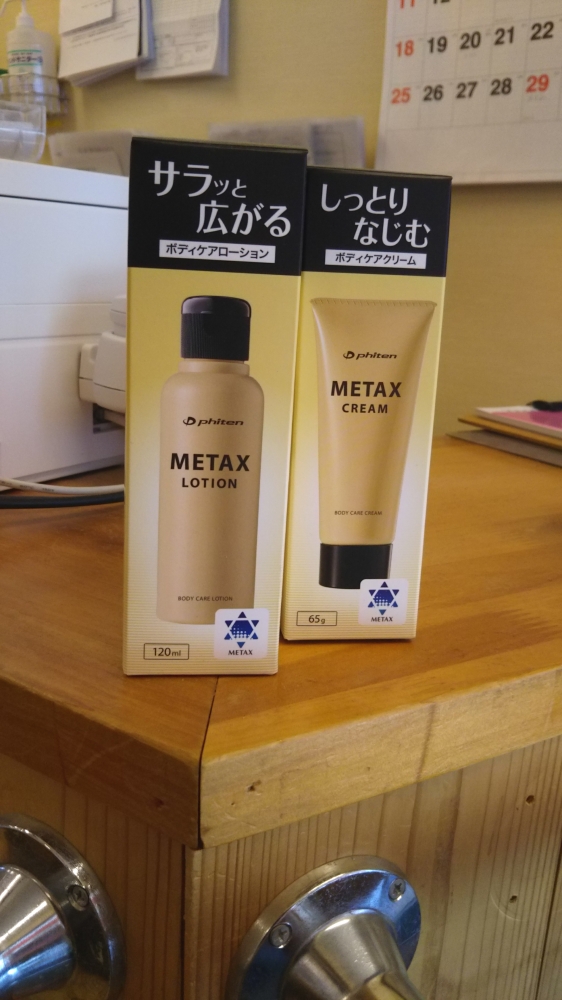 11
18 19 20 21 22
25 26 27 28 29
サラッと
広がる
ボディケアローション
phiten
METAX
LOTION
BODY CARE LOTION
120ml
METAX
しっとり
なじむ
ボディケアクリーム
phiten
METAX
CREAM
BODY CARE CREAM
65g
METAX